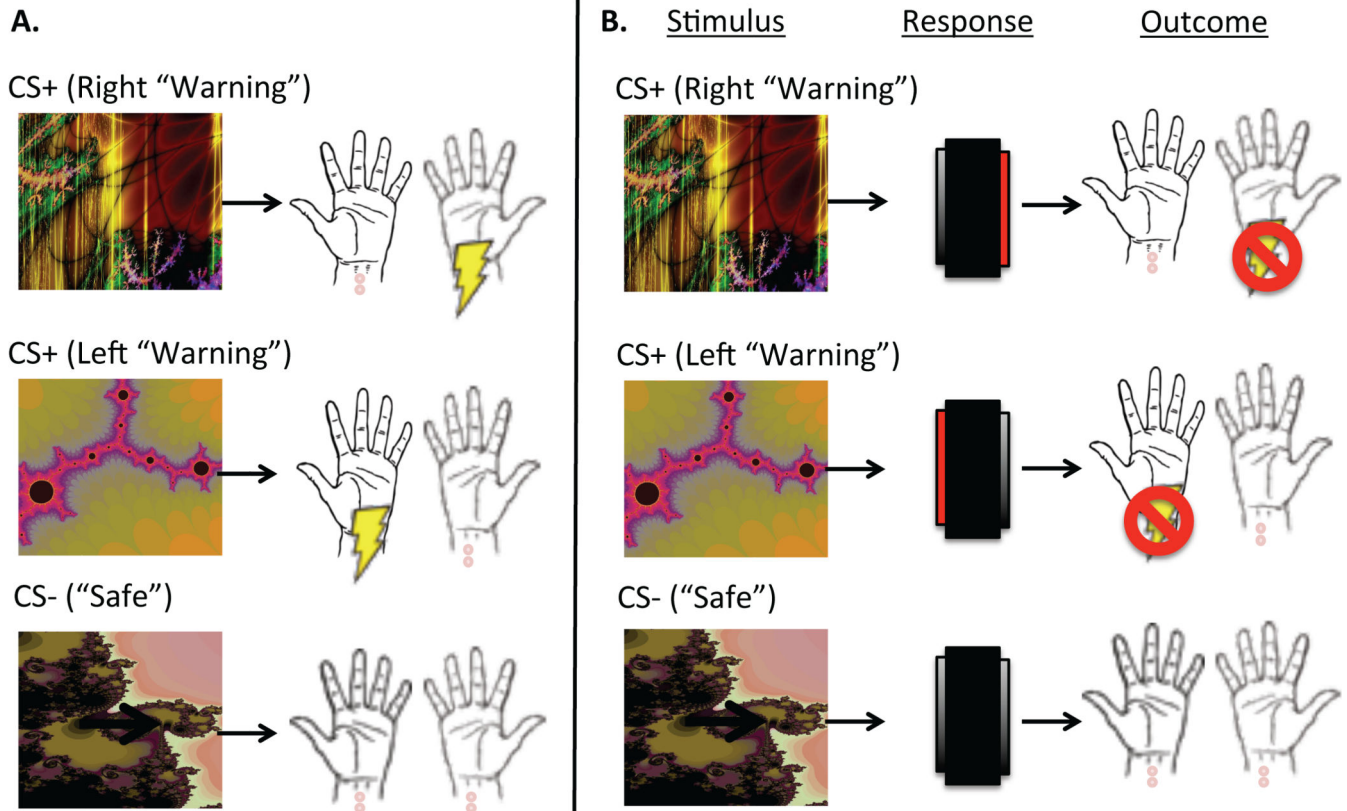 A.
CS+ (Right “Warning”)
CS+ (Left “Warning”)
CS- (“Safe”)
B.
Stimulus
Response
Outcome
CS+ (Right “Warning”)
CS+ (Left “Warning”)
CS- (“Safe”)